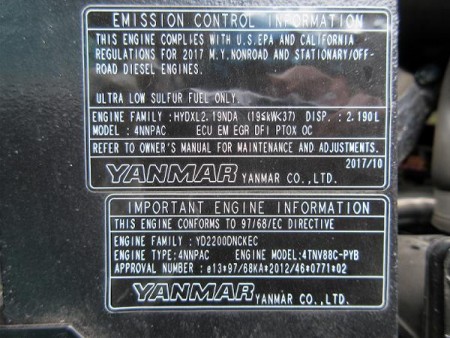 EMISSION CONTROL INFORMATION
THIS ENGINE COMPLIES WITH U.S.EPA AND CALIFORNIA
REGULATIONS FOR 2017 M.Y.NONROAD AND STATIONARY/OFF-
ROAD DIESEL ENGINES.
ULTRA LOW SULFUR FUEL ONLY.
ENGINE FAMILY : HYDXL2.19NDA (19≤kW<37) DISP. : 2.190L
MODEL : 4NNPAC ECU EM EGR DFI PTOX OC
REFER TO OWNER'S MANUAL FOR MAINTENANCE AND ADJUSTMENTS.
2017/10
YANMAR YANMAR CO.,LTD.
IMPORTANT ENGINE INFORMATION
THIS ENGINE CONFORMS TO 97/68/EC DIRECTIVE
ENGINE FAMILY : YD2200DNCKEC
ENGINE TYPE:4NNPAC ENGINE MODEL:4TNV88C-PYB
APPROVAL NUMBER : e13*97/68KA*2012/46*0771*02
YANMAR YANMAR CO.,LTD.